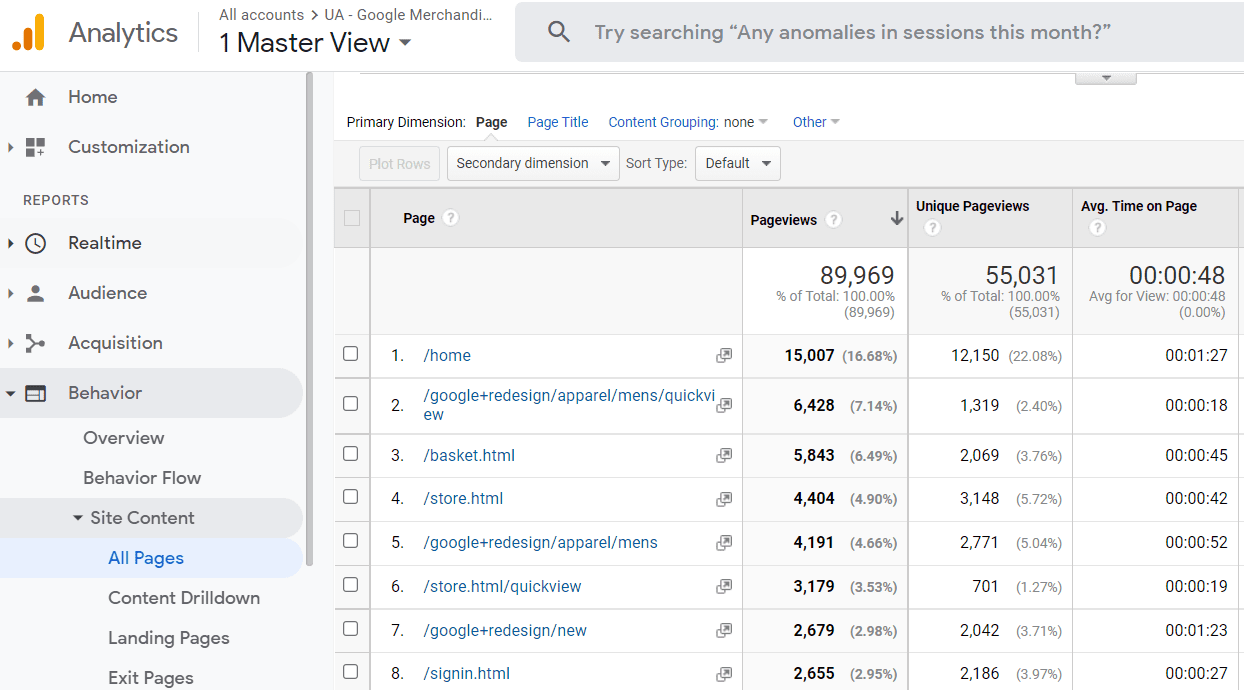 Analytics
All accounts > UA - Google Merchandi...
1 Master View
Try searching “Any anomalies in sessions this month?”
Home
Customization
REPORTS
Realtime
Audience
Acquisition
Behavior
Overview
Behavior Flow
Site Content
All Pages
Content Drilldown
Landing Pages
Exit Pages
Primary Dimension: Page Page Title Content Grouping: none Other
Plot Rows Secondary dimension Sort Type: Default
Page ? Pageviews ? Unique Pageviews ? Avg. Time on Page ?
89,969 55,031 00:00:48
% of Total: 100.00% % of Total: 100.00% Avg for View: 00:00:48
(89,969) (55,031) (0.00%)
1. /home 15,007 (16.68%) 12,150 (22.08%) 00:01:27
2. /google+redesign/apparel/mens/quickvi
ew 6,428 (7.14%) 1,319 (2.40%) 00:00:18
3. /basket.html 5,843 (6.49%) 2,069 (3.76%) 00:00:45
4. /store.html 4,404 (4.90%) 3,148 (5.72%) 00:00:42
5. /google+redesign/apparel/mens 4,191 (4.66%) 2,771 (5.04%) 00:00:52
6. /store.html/quickview 3,179 (3.53%) 701 (1.27%) 00:00:19
7. /google+redesign/new 2,679 (2.98%) 2,042 (3.71%) 00:01:23
8. /signin.html 2,655 (2.95%) 2,186 (3.97%) 00:00:27